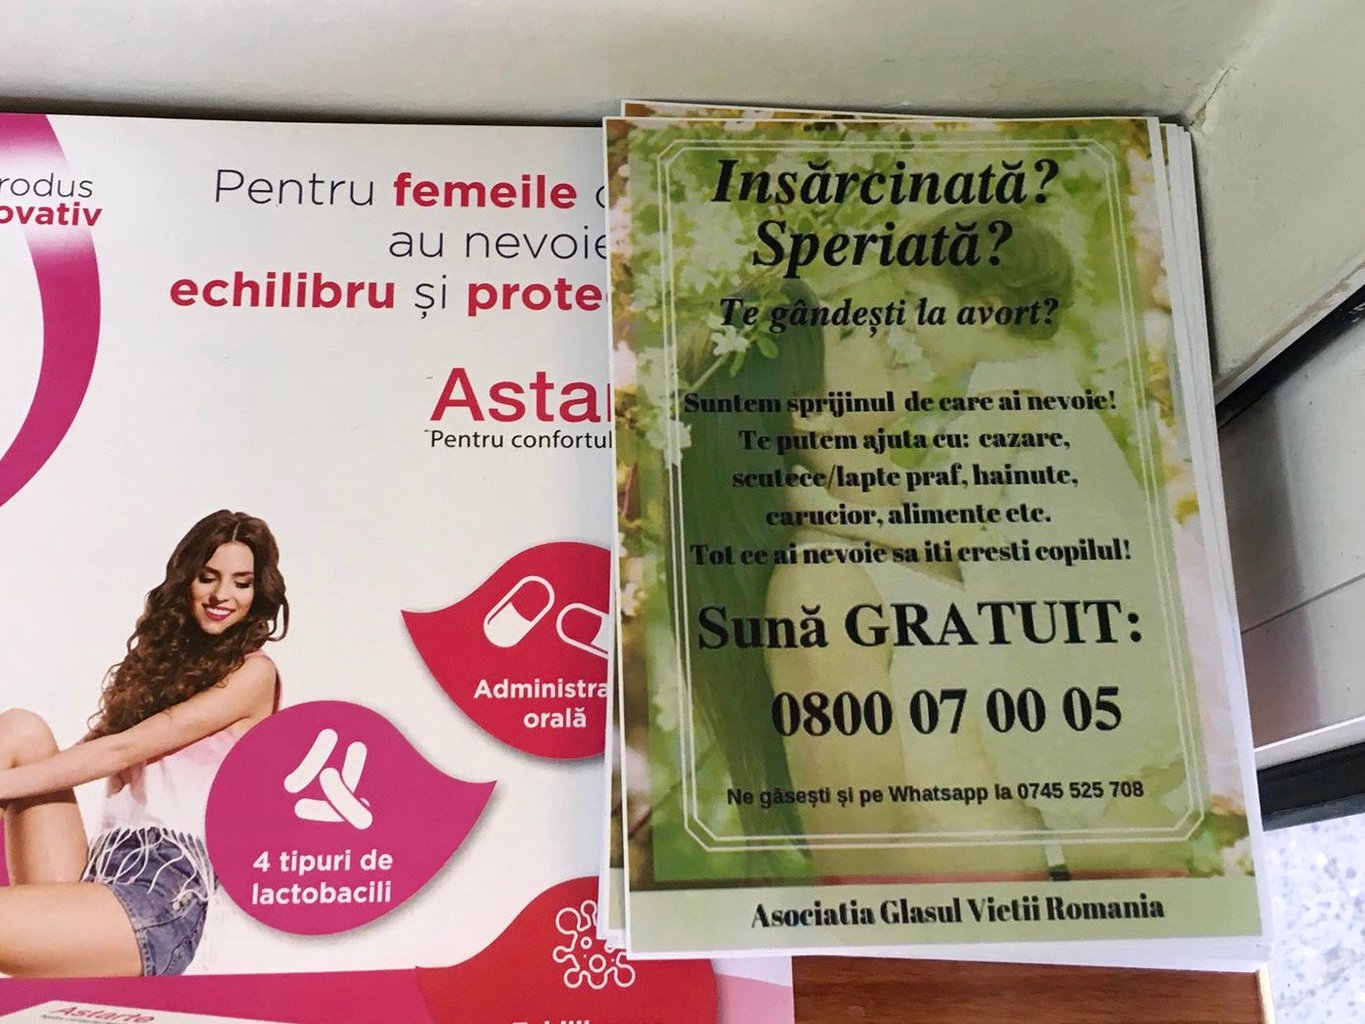 rodus
ovativ
Pentru femeile
au nevoie
echilibru și prote
Astar
Pentru confortul
Administra
orală
4 tipuri de
lactobacili
Astarte
Insărcinată?
Speriată?
Te gândești la avort?
Suntem sprijinul de care ai nevoie!
Te putem ajuta cu: cazare,
scutece/lapte praf, hainute,
carucior, alimente etc.
Tot ce ai nevoie sa iti cresti copilul!
Sună GRATUIT:
0800 07 00 05
Ne găsești și pe Whatsapp la 0745 525 708
Asociatia Glasul Vietii Romania